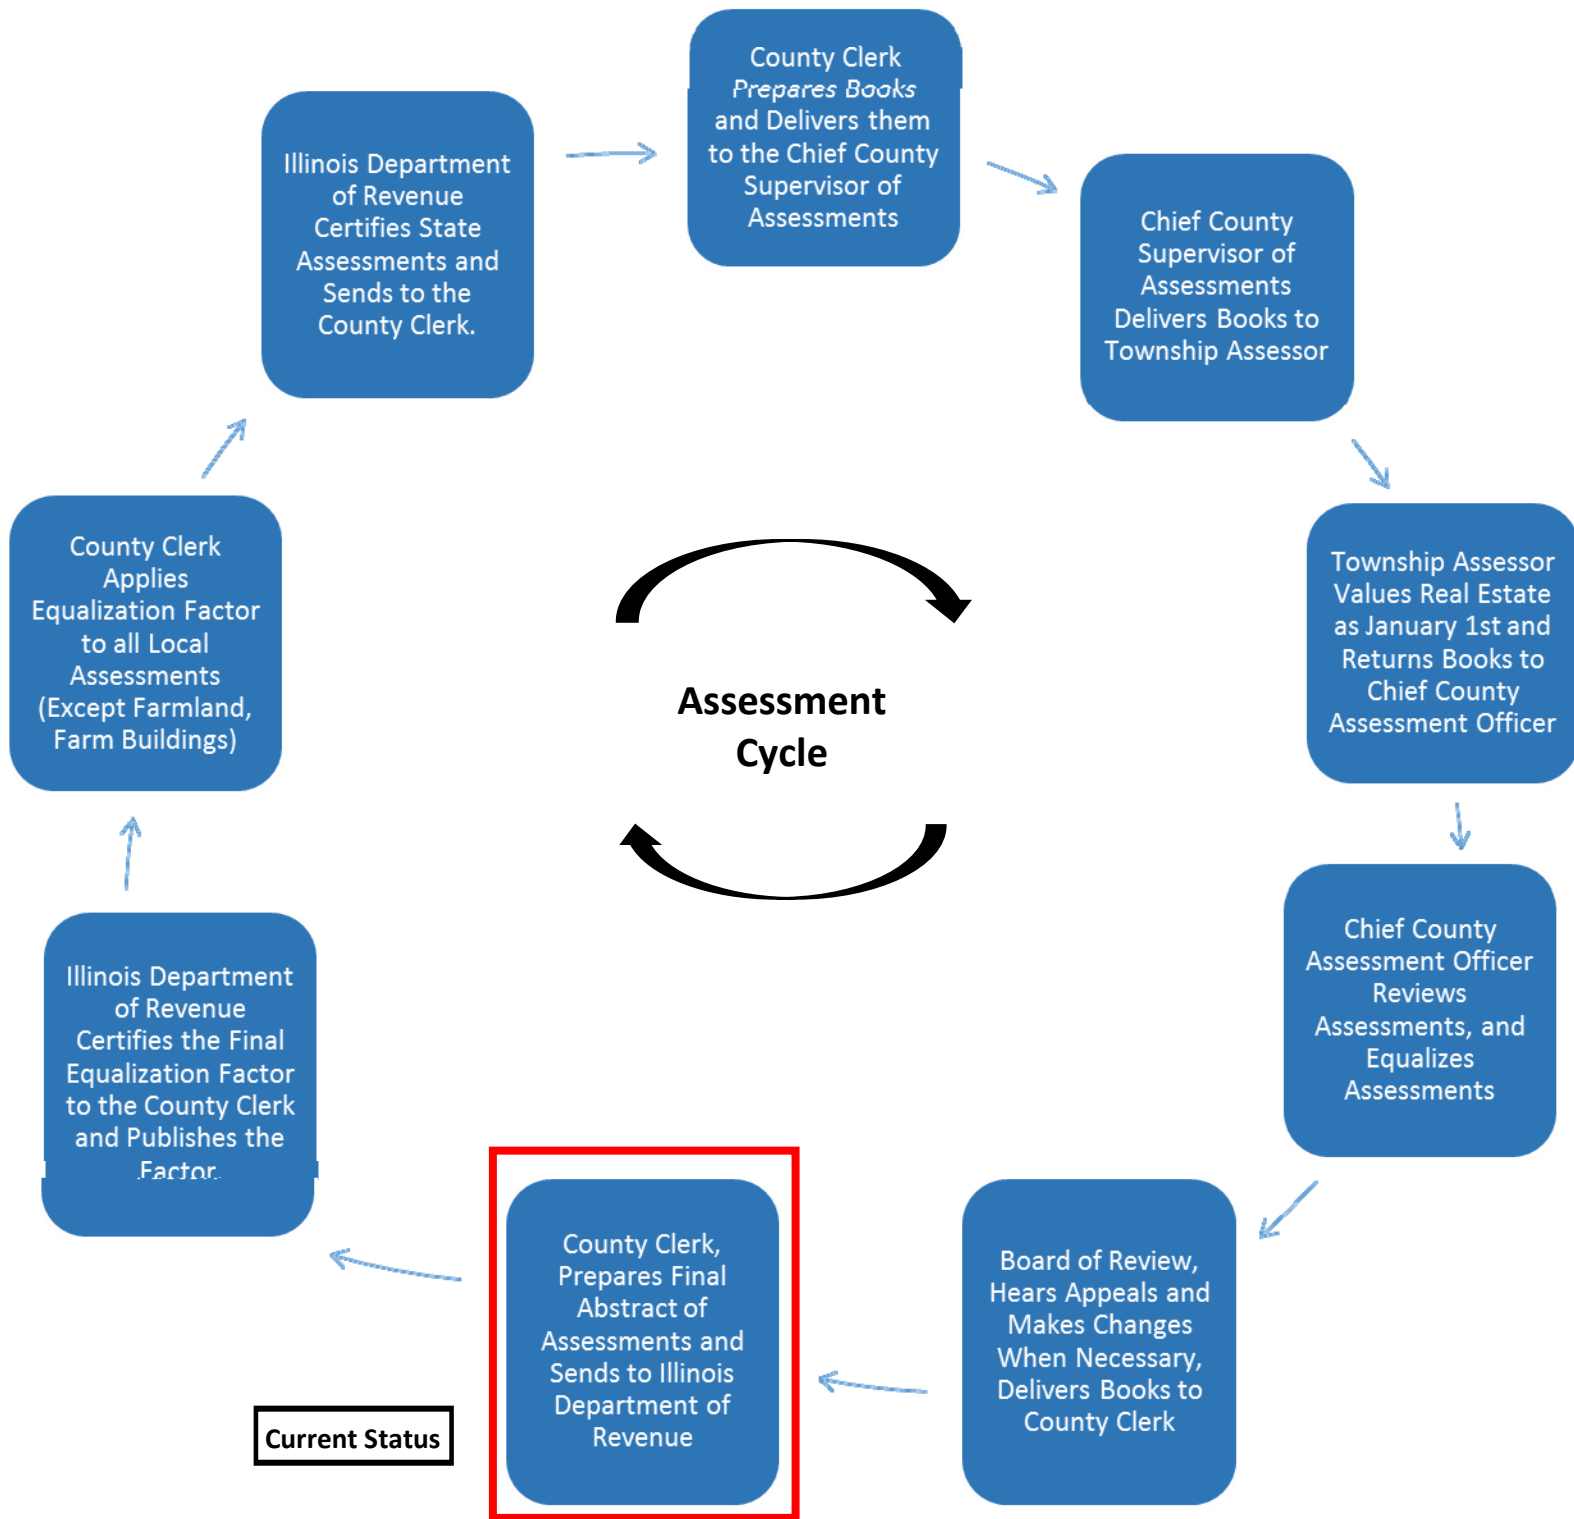 County Clerk
Prepares Books
and Delivers them
to the Chief County
Supervisor of
Assessments
Chief County
Supervisor of
Assessments
Delivers Books to
Township Assessor
Township Assessor
Values Real Estate
as January 1st and
Returns Books to
Chief County
Assessment Officer
Chief County
Assessment Officer
Reviews
Assessments, and
Equalizes
Assessments
Board of Review,
Hears Appeals and
Makes Changes
When Necessary,
Delivers Books to
County Clerk
County Clerk,
Prepares Final
Abstract of
Assessments and
Sends to Illinois
Department of
Revenue
Illinois Department
of Revenue
Certifies the Final
Equalization Factor
to the County Clerk
and Publishes the
Factor.
County Clerk
Applies
Equalization Factor
to all Local
Assessments
(Except Farmland,
Farm Buildings)
Illinois Department
of Revenue
Certifies State
Assessments and
Sends to the
County Clerk.
Assessment
Cycle
Current Status